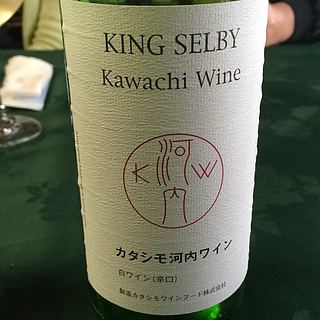 KING SELBY
Kawachi Wine
K 河内 W
カタシモ河内ワイン
白ワイン(辛口)
製造カタシモワインフード株式会社